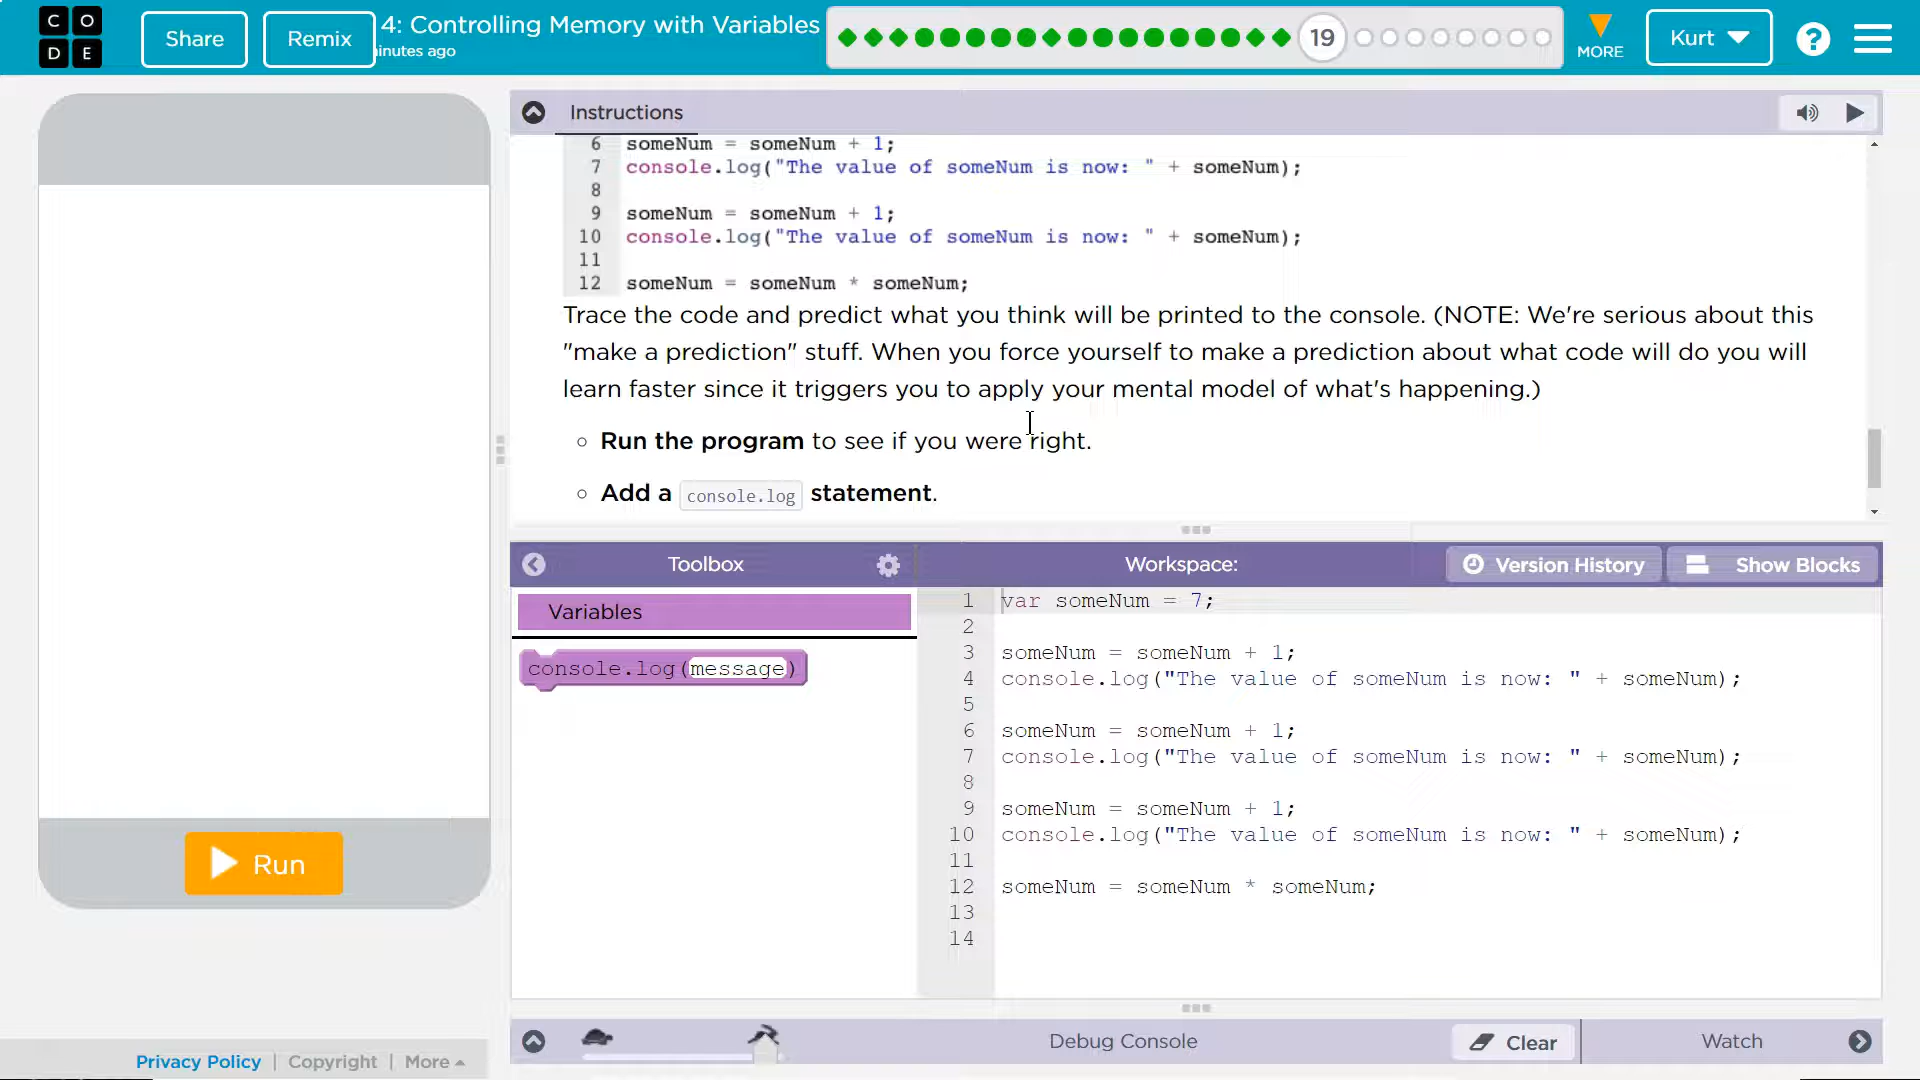 C O
D E
Share
Remix
4: Controlling Memory with Variables
inutes ago
19
MORE
Kurt
?
Instructions
6 someNum = someNum + 1;
7 console.log("The value of someNum is now: " + someNum);
8
9 someNum = someNum + 1;
10 console.log("The value of someNum is now: " + someNum);
11
12 someNum = someNum * someNum;
Trace the code and predict what you think will be printed to the console. (NOTE: We're serious about this
"make a prediction" stuff. When you force yourself to make a prediction about what code will do you will
learn faster since it triggers you to apply your mental model of what's happening.)
Run the program to see if you were right.
Add a console.log statement.
Toolbox
Workspace:
Version History
Show Blocks
Variables
console.log(message)
1 var someNum = 7;
2
3 someNum = someNum + 1;
4 console.log("The value of someNum is now: " + someNum);
5
6 someNum = someNum + 1;
7 console.log("The value of someNum is now: " + someNum);
8
9 someNum = someNum + 1;
10 console.log("The value of someNum is now: " + someNum);
11
12 someNum = someNum * someNum;
13
14
Run
Debug Console
Clear
Watch
Privacy Policy | Copyright | More